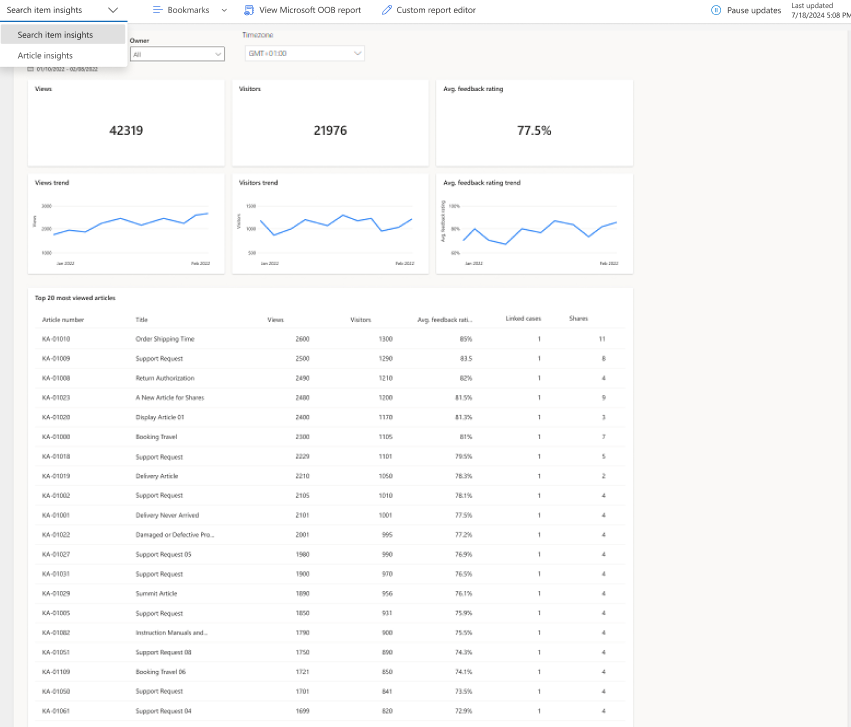 Search item insights Bookmarks View Microsoft OOB report Custom report editor Pause updates Last updated
7/18/2024 5:08 PM
Search item insights
Article insights
Owner Timezone
All GMT+01:00
01/10/2022 - 02/08/2022
Views Visitors Avg. feedback rating
42319 21976 77.5%
Views trend Visitors trend Avg. feedback rating trend
Views 3000 2000 1000 Jan 2022 Feb 2022
Visitors 1500 1000 500 Jan 2022 Feb 2022
Avg. feedback rating 100% 80% 60% Jan 2022 Feb 2022
Top 20 most viewed articles
Article number Title Views Visitors Avg. feedback rati... Linked cases Shares
KA-01010 Order Shipping Time 2600 1300 85% 1 11
KA-01009 Support Request 2500 1290 83.5 1 8
KA-01008 Return Authorization 2490 1210 82% 1 4
KA-01023 A New Article for Shares 2480 1200 81.5% 1 9
KA-01020 Display Article 01 2400 1170 81.3% 1 3
KA-01000 Booking Travel 2300 1105 81% 1 7
KA-01018 Support Request 2229 1101 79.5% 1 5
KA-01019 Delivery Article 2210 1050 78.3% 1 2
KA-01002 Support Request 2105 1010 78.1% 1 4
KA-01001 Delivery Never Arrived 2101 1001 77.5% 1 4
KA-01022 Damaged or Defective Pro... 2001 995 77.2% 1 4
KA-01027 Support Request 05 1980 990 76.9% 1 4
KA-01031 Support Request 1900 970 76.5% 1 4
KA-01029 Summit Article 1890 956 76.1% 1 4
KA-01005 Support Request 1850 931 75.9% 1 4
KA-01082 Instruction Manuals and... 1790 900 75.5% 1 4
KA-01051 Support Request 08 1750 890 74.3% 1 4
KA-01109 Booking Travel 06 1721 850 74.1% 1 4
KA-01050 Support Request 1701 841 73.5% 1 4
KA-01061 Support Request 04 1699 820 72.9% 1 4